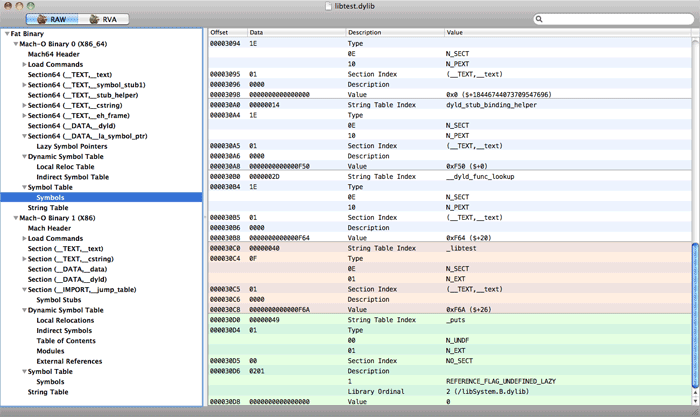 libtest.dylib
RAW RVA
Fat Binary
Mach-O Binary 0 (X86_64)
Mach64 Header
Load Commands
Section64 (__TEXT,__text)
Section64 (__TEXT,__symbol_stub1)
Section64 (__TEXT,__stub_helper)
Section64 (__TEXT,__cstring)
Section64 (__TEXT,__eh_frame)
Section64 (__DATA,__dyld)
Section64 (__DATA,__la_symbol_ptr)
Lazy Symbol Pointers
Dynamic Symbol Table
Local Reloc Table
Indirect Symbol Table
Symbol Table
Symbols
String Table
Mach-O Binary 1 (X86)
Mach Header
Load Commands
Section (__TEXT,__text)
Section (__TEXT,__cstring)
Section (__DATA,__data)
Section (__DATA,__dyld)
Section (__IMPORT,__jump_table)
Symbol Stubs
Dynamic Symbol Table
Local Relocations
Indirect Symbols
Table of Contents
Modules
External References
Symbol Table
Symbols
String Table
Offset Data Description Value
00003094 1E Type
0E N_SECT
10 N_PEXT
00003095 01 Section Index (__TEXT,__text)
00003096 0000 Description
00003098 0000000000000000 Value 0x0 ($+18446744073709547696)
000030A0 00000014 String Table Index dyld_stub_binding_helper
000030A4 1E Type
0E N_SECT
10 N_PEXT
000030A5 01 Section Index (__TEXT,__text)
000030A6 0000 Description
000030A8 0000000000000F50 Value 0xF50 ($+0)
000030B0 0000002D String Table Index __dyld_func_lookup
000030B4 1E Type
0E N_SECT
10 N_PEXT
000030B5 01 Section Index (__TEXT,__text)
000030B6 0000 Description
000030B8 0000000000000F64 Value 0xF64 ($+20)
000030C0 00000040 String Table Index _libtest
000030C4 0F Type
0E N_SECT
01 N_EXT
000030C5 01 Section Index (__TEXT,__text)
000030C6 0000 Description
000030C8 0000000000000F6A Value 0xF6A ($+26)
000030D0 00000049 String Table Index _puts
000030D4 01 Type
00 N_UNDF
01 N_EXT
000030D5 00 Section Index NO_SECT
000030D6 0201 Description
1 REFERENCE_FLAG_UNDEFINED_LAZY
Library Ordinal 2 (/libSystem.B.dylib)
000030D8 0000000000000000 Value 0